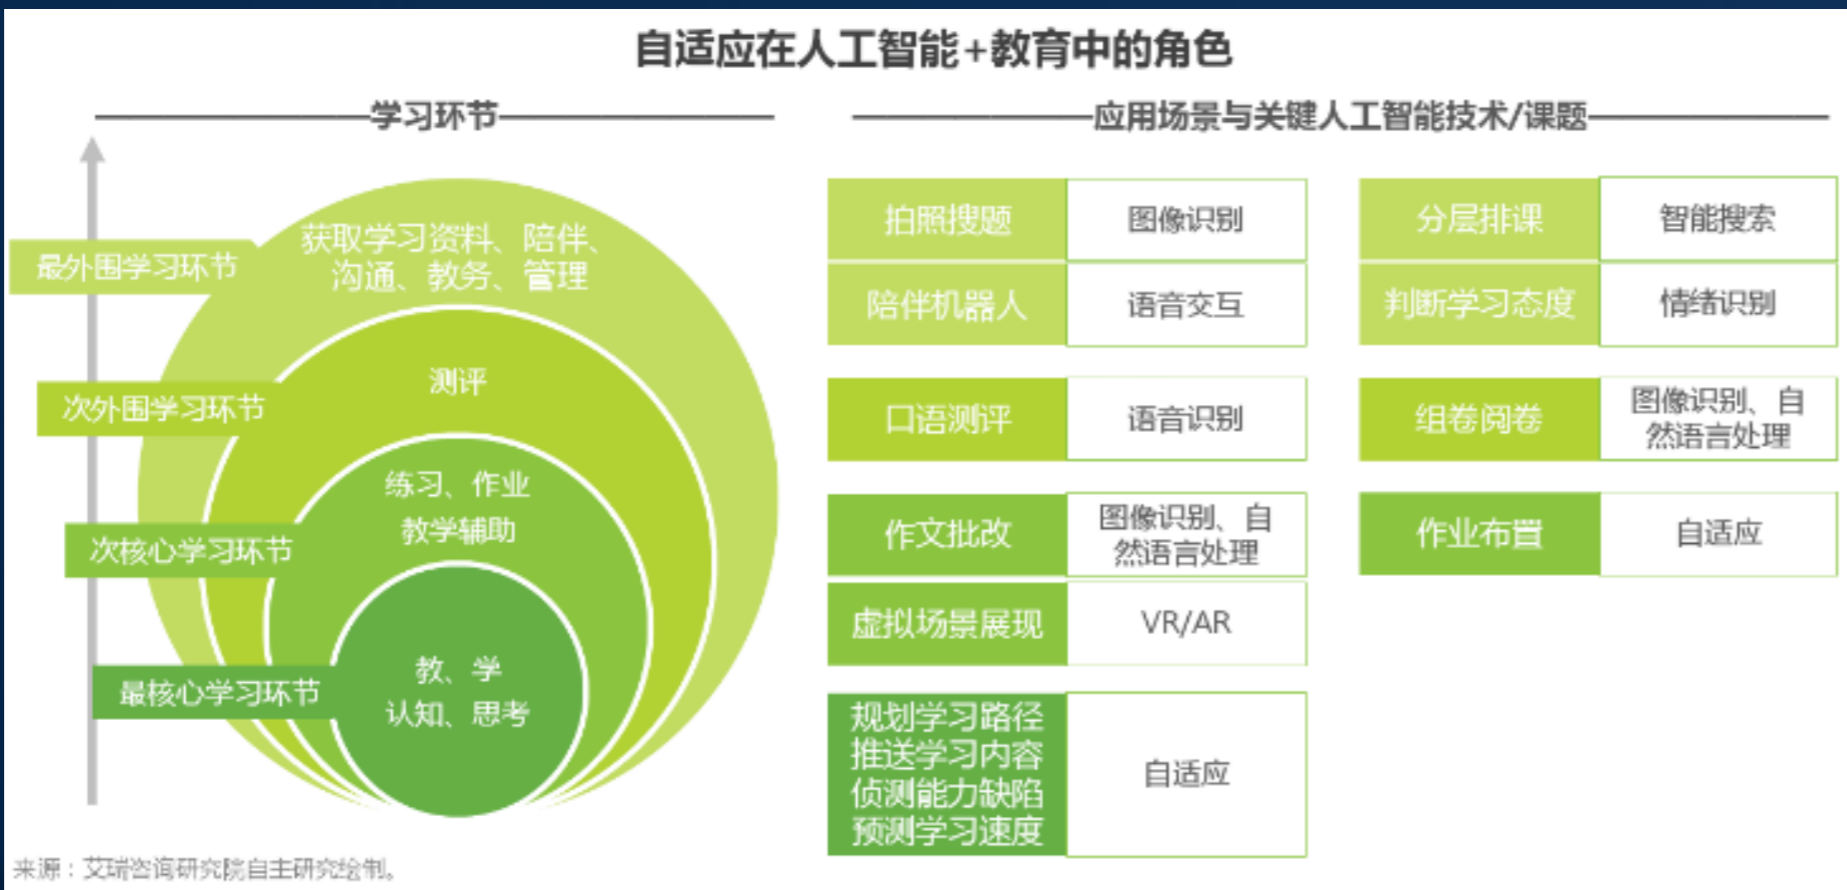 自适应在人工智能+教育中的角色
学习环节
应用场景与关键人工智能技术/课题
最外围学习环节
获取学习资料、陪伴、
沟通、教务、管理
次外围学习环节
测评
次核心学习环节
练习、作业
教学辅助
最核心学习环节
教、学
认知、思考
拍照搜题
图像识别
分层排课
智能搜索
陪伴机器人
语音交互
判断学习态度
情绪识别
口语测评
语音识别
组卷阅卷
图像识别、自
然语言处理
作文批改
图像识别、自
然语言处理
作业布置
自适应
虚拟场景展现
VR/AR
规划学习路径
推送学习内容
侦测能力缺陷
预测学习速度
自适应
来源：艾瑞咨询研究院自主研究绘制。